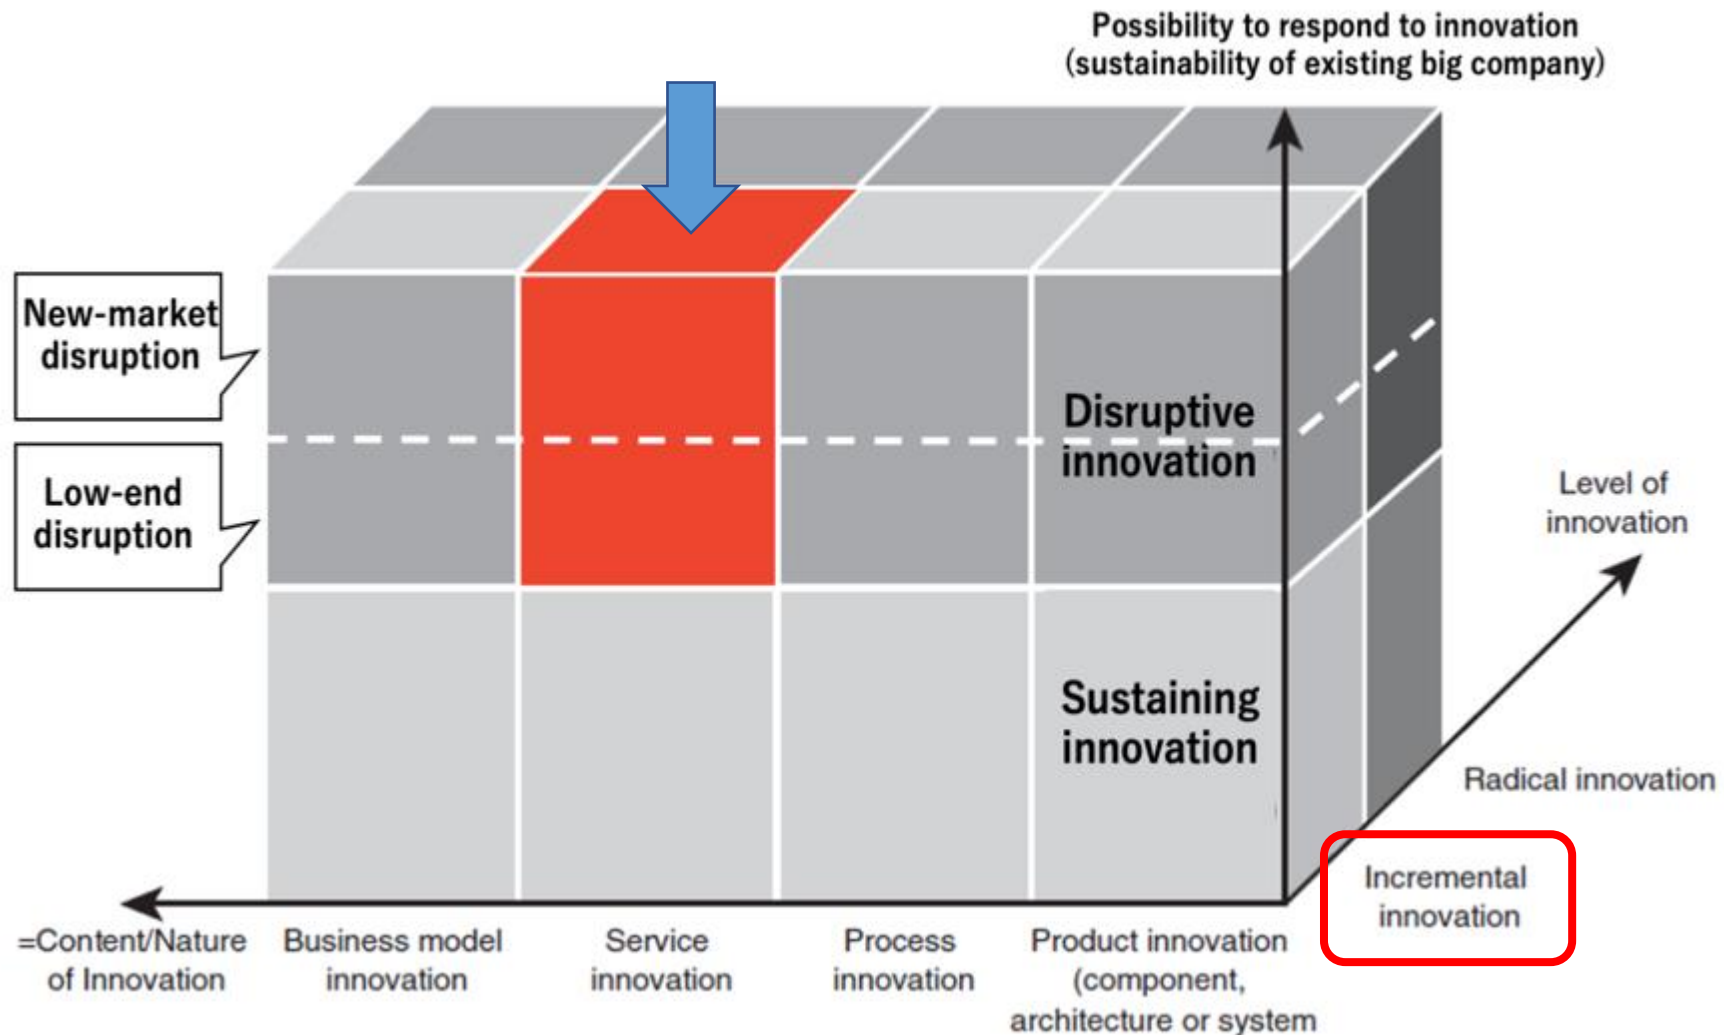 Possibility to respond to innovation
(sustainability of existing big company)
New-market
disruption
Low-end
disruption
Disruptive
innovation
Sustaining
innovation
Level of
innovation
Radical innovation
Incremental
innovation
=Content/Nature
of Innovation
Business model
innovation
Service
innovation
Process
innovation
Product innovation
(component,
architecture or system